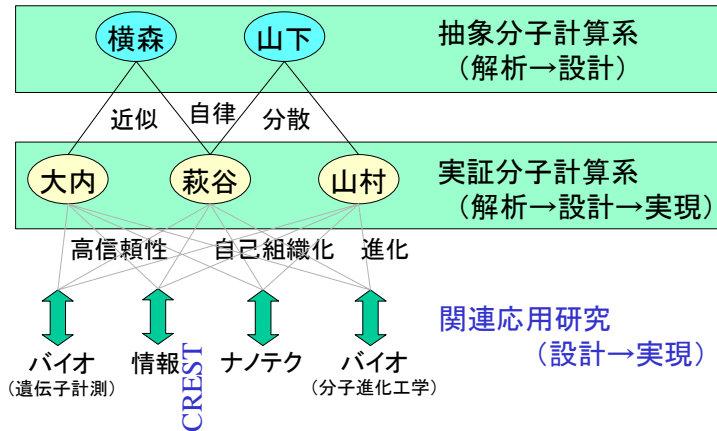 横森
山下
抽象分子計算系
（解析→設計）
近似
自律
分散
大内
萩谷
山村
実証分子計算系
（解析→設計→実現）
高信頼性
自己組織化
進化
関連応用研究
（設計→実現）
バイオ
（遺伝子計測）
情報
CREST
ナノテク
バイオ
（分子進化工学）